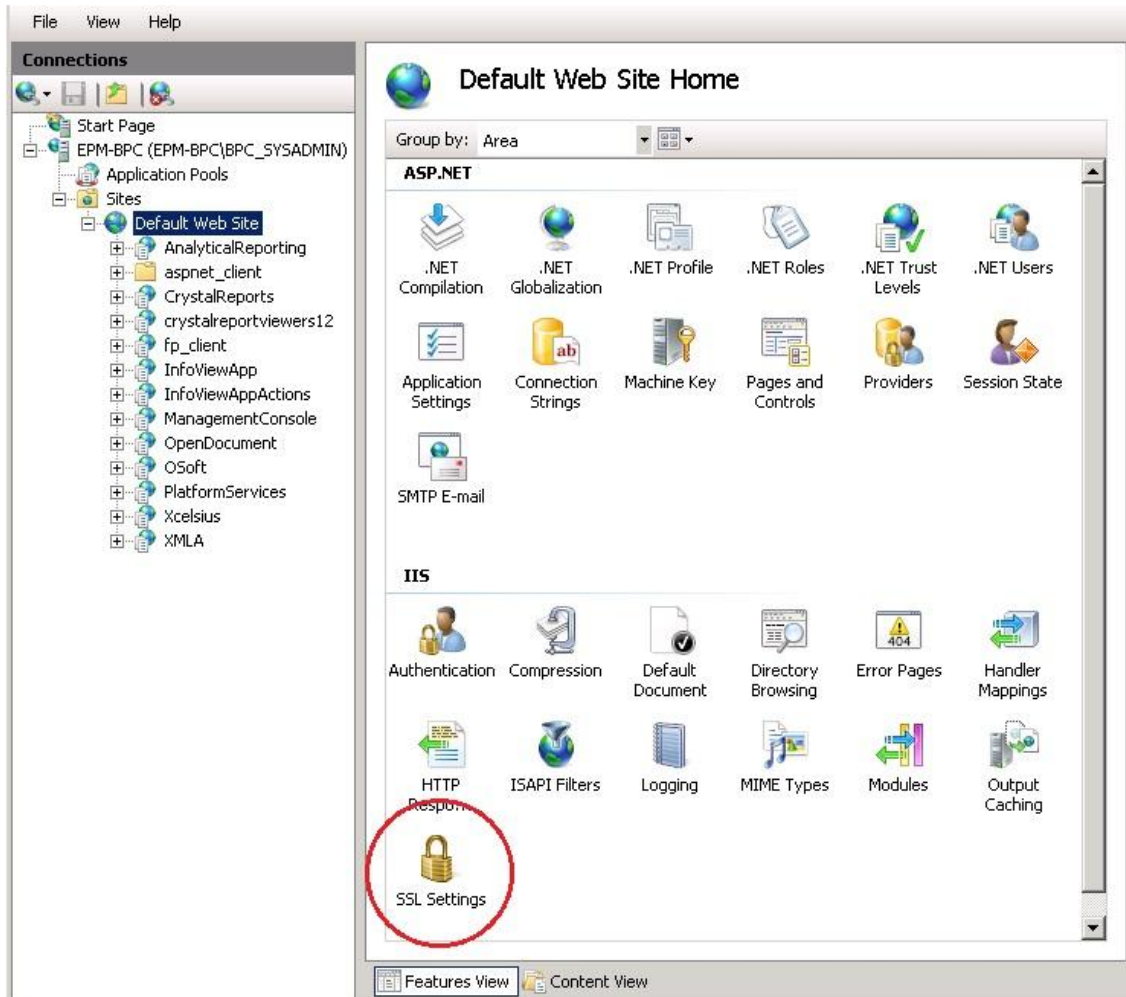 File View Help
Connections
Start Page
EPM-BPC (EPM-BPC\BPC_SYSADMIN)
Application Pools
Sites
Default Web Site
AnalyticalReporting
aspnet_client
CrystalReports
crystalreportviewers12
fp_client
InfoViewApp
InfoViewAppActions
ManagementConsole
OpenDocument
OSoft
PlatformServices
Xcelsius
XMLA
Default Web Site Home
Group by: Area
ASP.NET
.NET Compilation
.NET Globalization
.NET Profile
.NET Roles
.NET Trust Levels
.NET Users
Application Settings
Connection Strings
ab
Machine Key
Pages and Controls
Providers
Session State
SMTP E-mail
IIS
Authentication
Compression
Default Document
Directory Browsing
404
Error Pages
Handler Mappings
HTTP Respo...
ISAPI Filters
Logging
MIME Types
Modules
Output Caching
SSL Settings
Features View
Content View